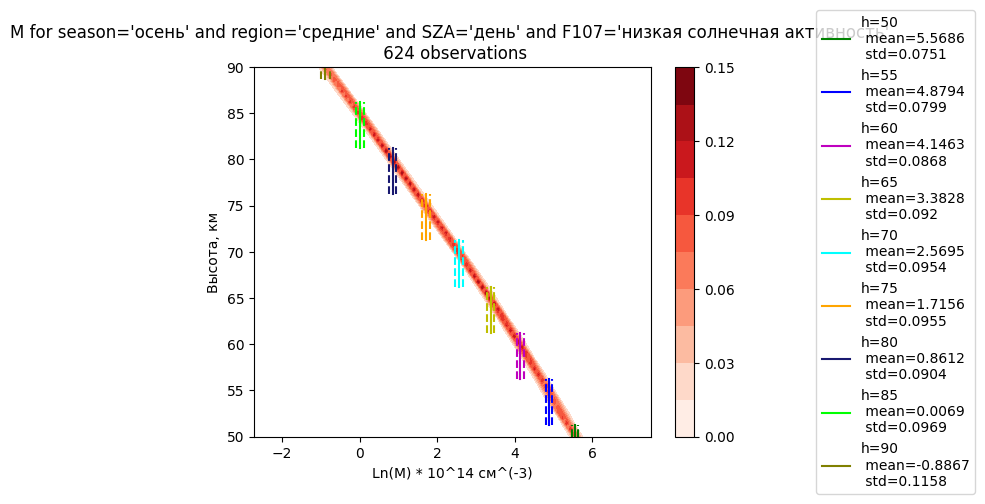 M for season='осень' and region='средние' and SZA='день' and F107='низкая солнечная активность'
624 observations
90
85
80
75
70
65
60
55
50
Высота, км
−2
0
2
4
6
Ln(M) * 10^14 см^(-3)
0.15
0.12
0.09
0.06
0.03
0.00
h=50
mean=5.5686
std=0.0751
h=55
mean=4.8794
std=0.0799
h=60
mean=4.1463
std=0.0868
h=65
mean=3.3828
std=0.092
h=70
mean=2.5695
std=0.0954
h=75
mean=1.7156
std=0.0955
h=80
mean=0.8612
std=0.0904
h=85
mean=0.0069
std=0.0969
h=90
mean=-0.8867
std=0.1158